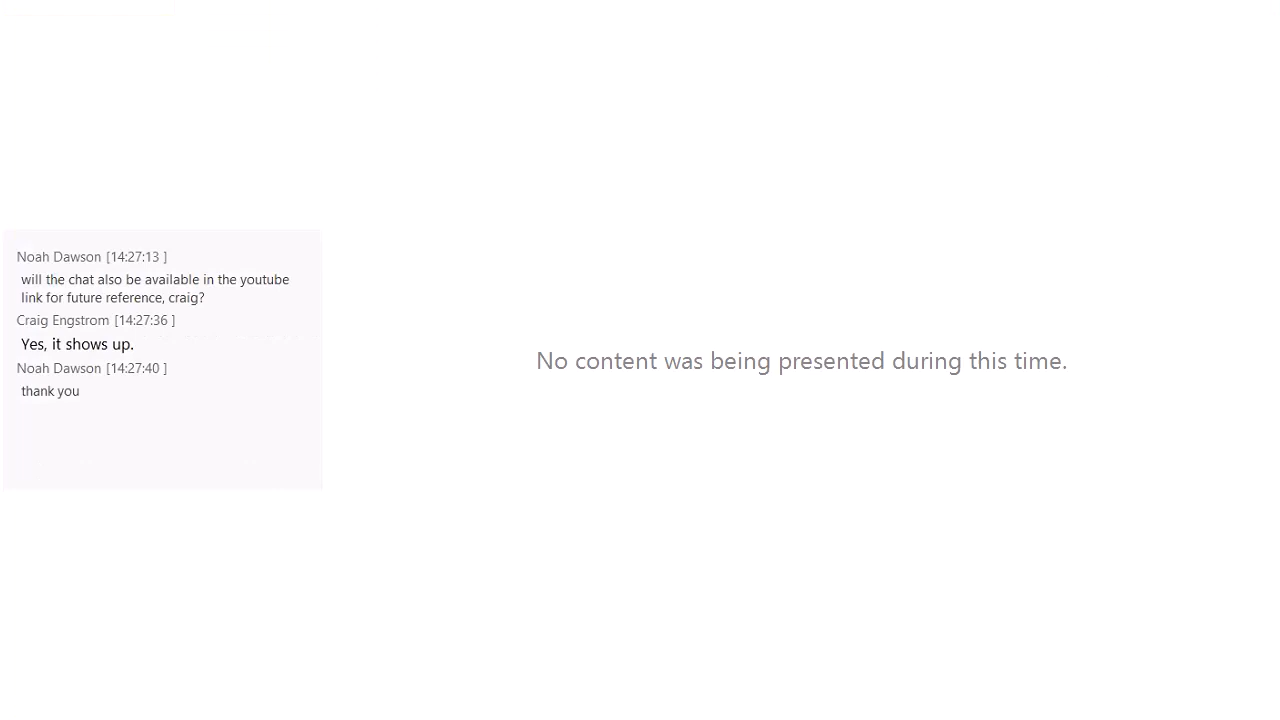 Noah Dawson [14:27:13 ]
will the chat also be available in the youtube
link for future reference, craig?
Craig Engstrom [14:27:36 ]
Yes, it shows up.
Noah Dawson [14:27:40 ]
thank you
No content was being presented during this time.